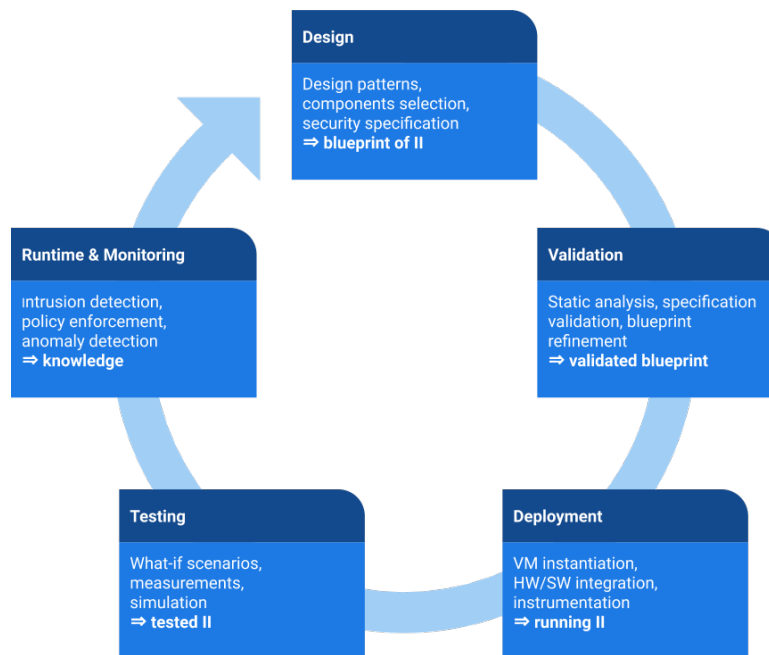 Design
Design patterns,
components selection,
security specification
⇒ blueprint of II
Runtime & Monitoring
Intrusion detection,
policy enforcement,
anomaly detection
⇒ knowledge
Validation
Static analysis, specification
validation, blueprint
refinement
⇒ validated blueprint
Testing
What-if scenarios,
measurements,
simulation
⇒ tested II
Deployment
VM instantiation,
HW/SW integration,
instrumentation
⇒ running II